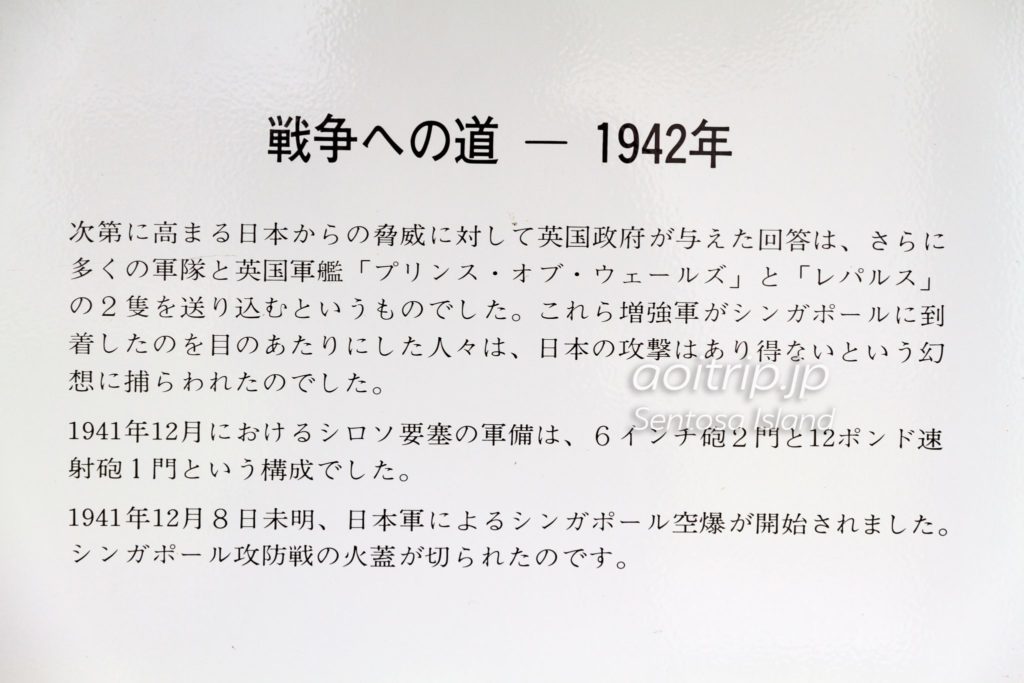 戦争への道 — 1942年
次第に高まる日本からの脅威に対して英国政府が与えた回答は、さらに
多くの軍隊と英国軍艦「プリンス・オブ・ウェールズ」と「レパルス」
の２隻を送り込むというものでした。これら増強軍がシンガポールに到
着したのを目のあたりにした人々は、日本の攻撃はあり得ないという幻
想に捕らわれたのでした。
aoitrip.jp
Sentosa Island
1941年12月におけるシロソ要塞の軍備は、６インチ砲２門と12ポンド速
射砲１門という構成でした。
1941年12月８日未明、日本軍によるシンガポール空爆が開始されました。
シンガポール攻防戦の火蓋が切られたのです。